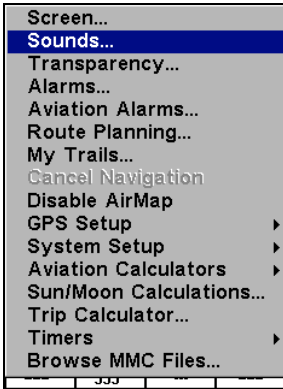 Screen...
Sounds...
Transparency...
Alarms...
Aviation Alarms...
Route Planning...
My Trails...
Cancel Navigation
Disable AirMap
GPS Setup
System Setup
Aviation Calculators
Sun/Moon Calculations...
Trip Calculator...
Timers
Browse MMC Files...